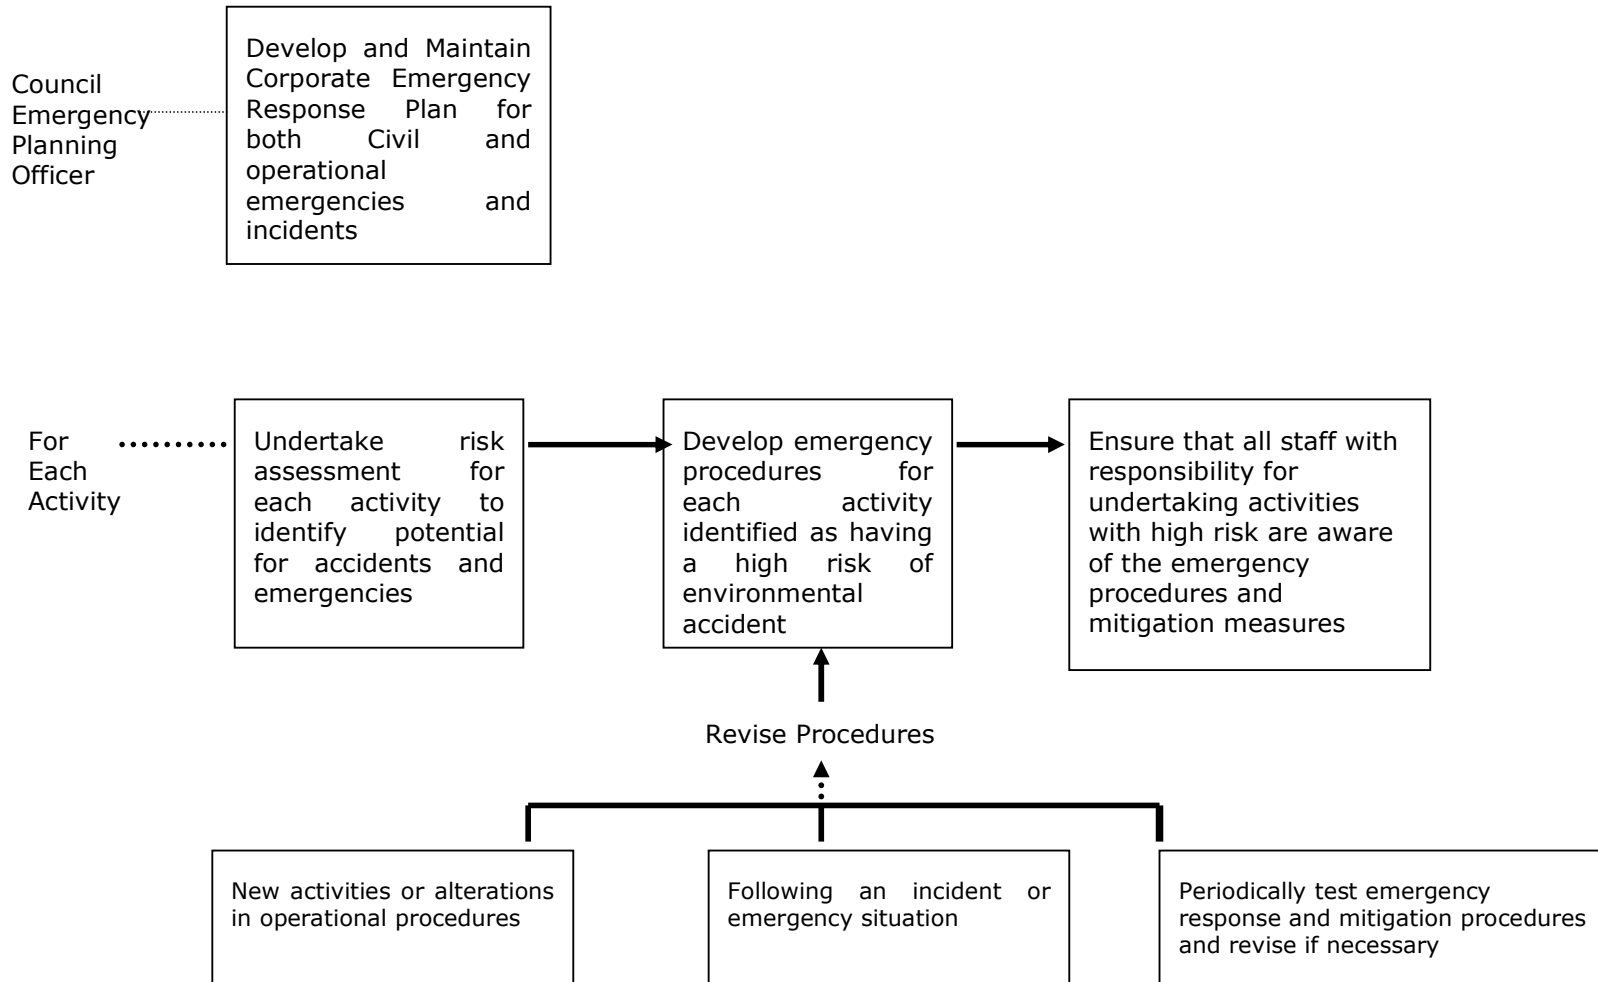 Council
Emergency
Planning
Officer
Develop and Maintain
Corporate Emergency
Response Plan for
both Civil and
operational
emergencies and
incidents
For
Each
Activity
Undertake risk
assessment for
each activity to
identify potential
for accidents and
emergencies
Develop emergency
procedures for
each activity
identified as having
a high risk of
environmental
accident
Ensure that all staff with
responsibility for
undertaking activities
with high risk are aware
of the emergency
procedures and
mitigation measures
Revise Procedures
New activities or alterations
in operational procedures
Following an incident or
emergency situation
Periodically test emergency
response and mitigation procedures
and revise if necessary